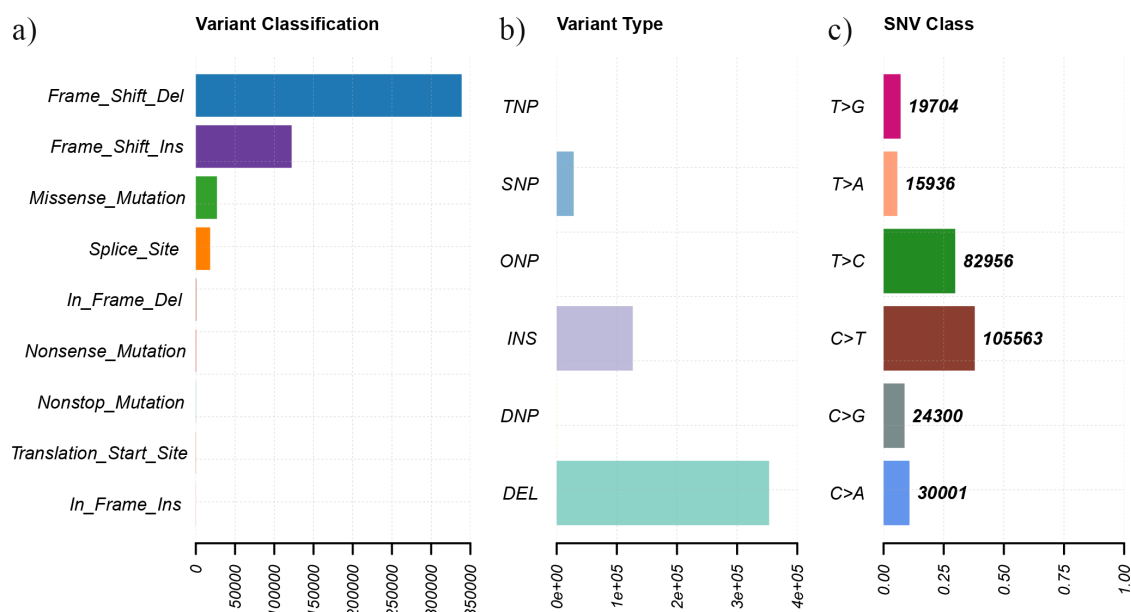 a)
Variant Classification
Frame_Shift_Del
Frame_Shift_Ins
Missense_Mutation
Splice_Site
In_Frame_Del
Nonsense_Mutation
Nonstop_Mutation
Translation_Start_Site
In_Frame_Ins
0
50000
100000
150000
200000
250000
300000
350000
b)
Variant Type
TNP
SNP
ONP
INS
DNP
DEL
0e+00
1e+05
2e+05
3e+05
4e+05
c)
SNV Class
T>G 19704
T>A 15936
T>C 82956
C>T 105563
C>G 24300
C>A 30001
0.00
0.25
0.50
0.75
1.00